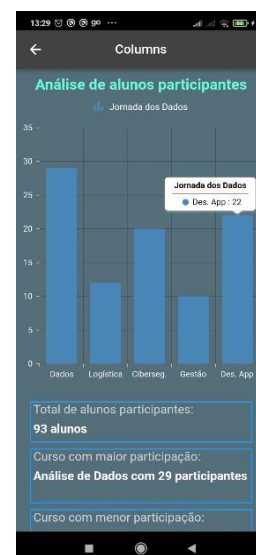 13:29 go ...
Columns
Análise de alunos participantes
Jornada dos Dados
35
30
25
20
15
10
5
0
Jornada dos Dados
Des. App : 22
Dados Logística Ciberseg. Gestão Des. App
Total de alunos participantes:
93 alunos
Curso com maior participação:
Análise de Dados com 29 participantes
Curso com menor participação: